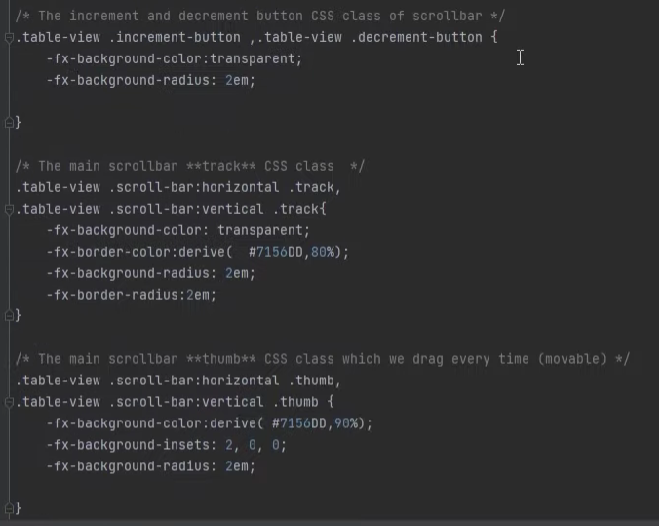 /* The increment and decrement button CSS class of scrollbar */
.table-view .increment-button ,.table-view .decrement-button {
    -fx-background-color:transparent;
    -fx-background-radius: 2em;
}
/* The main scrollbar **track** CSS class  */
.table-view .scroll-bar:horizontal .track,
.table-view .scroll-bar:vertical .track{
    -fx-background-color: transparent;
    -fx-border-color:derive(  #7156DD,80%);
    -fx-background-radius: 2em;
    -fx-border-radius:2em;
}
/* The main scrollbar **thumb** CSS class which we drag every time (movable) */
.table-view .scroll-bar:horizontal .thumb,
.table-view .scroll-bar:vertical .thumb {
    -fx-background-color:derive( #7156DD,90%);
    -fx-background-insets: 2, 0, 0;
    -fx-background-radius: 2em;
}